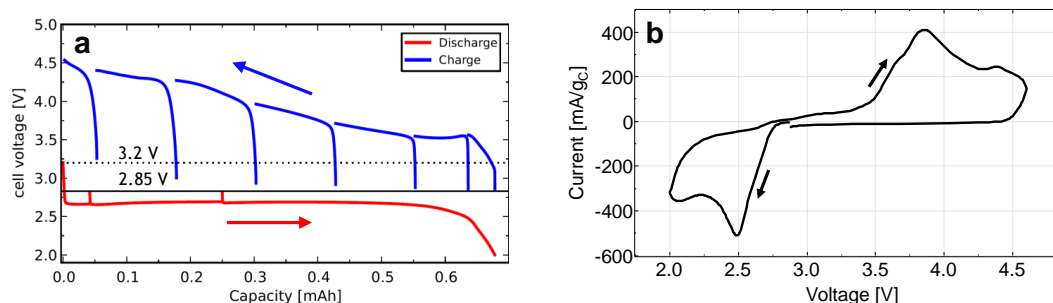 a
Discharge
Charge
5.0
4.5
4.0
3.5
3.0
2.5
2.0
3.2 V
2.85 V
cell voltage [V]
0.0 0.1 0.2 0.3 0.4 0.5 0.6
Capacity [mAh]
b
400
200
0
-200
-400
-600
Current [mA/gC]
2.0 2.5 3.0 3.5 4.0 4.5
Voltage [V]